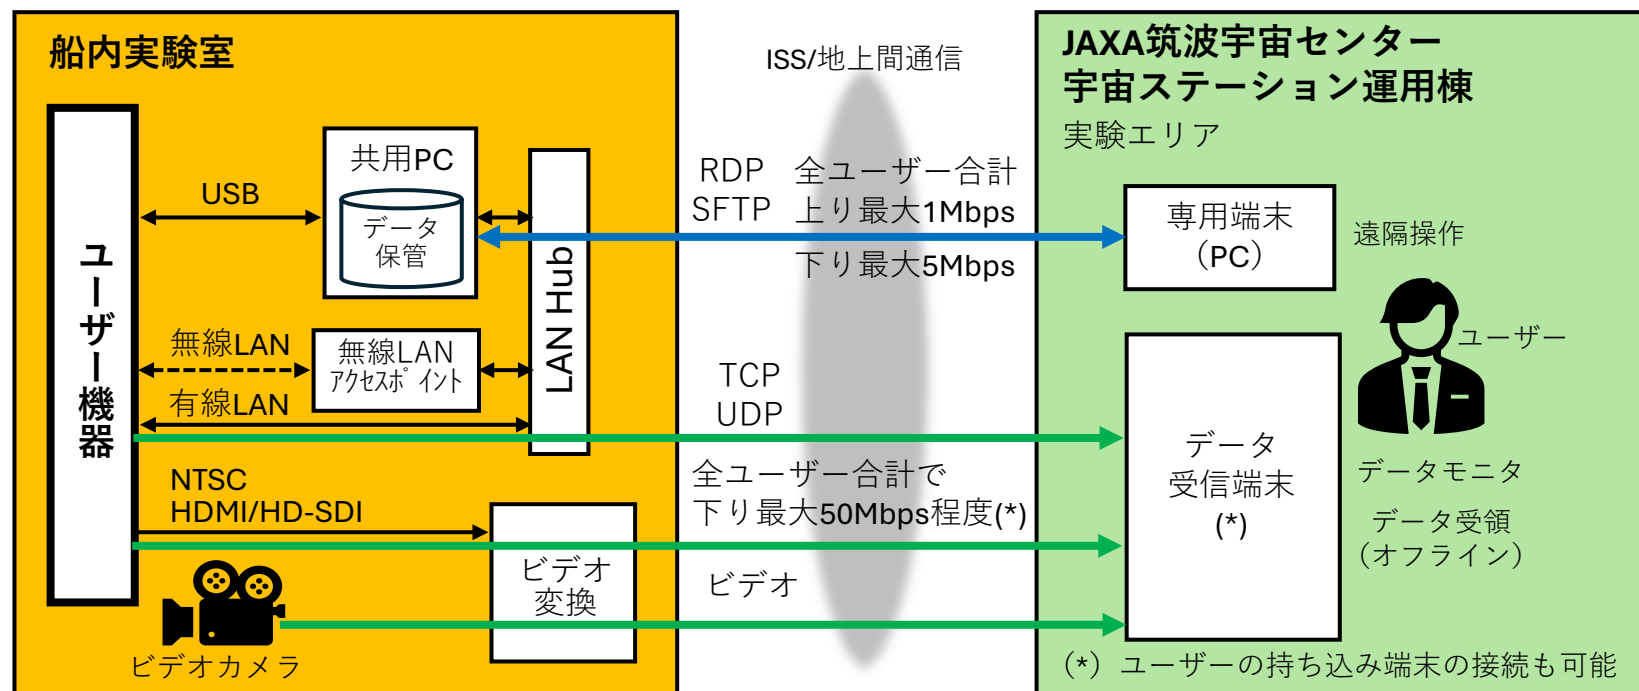 船内実験室
ユーザー機器
USB
共用PC
データ
保管
LAN Hub
無線LAN
無線LAN
アクセスポイント
有線LAN
NTSC
HDMI/HD-SDI
ビデオ
変換
ビデオカメラ
ISS/地上間通信
RDP
SFTP
全ユーザー合計
上り最大1Mbps
下り最大5Mbps
TCP
UDP
全ユーザー合計で
下り最大50Mbps程度(*)
ビデオ
JAXA筑波宇宙センター
宇宙ステーション運用棟
実験エリア
専用端末
（PC）
遠隔操作
ユーザー
データ
受信端末
(*)
データモニタ
データ受領
（オフライン）
（*）ユーザーの持ち込み端末の接続も可能